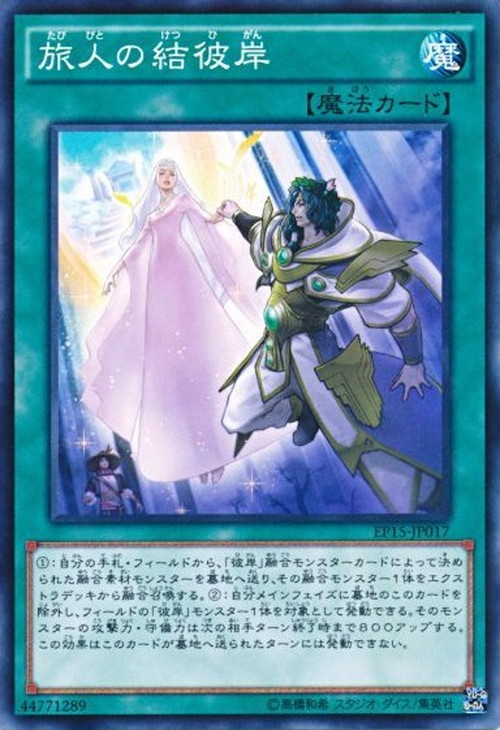 旅人の結彼岸
魔
【魔法カード】
EP15-JP017
①：自分の手札・フィールドから、「彼岸」融合モンスターカードによって決め
られた融合素材モンスターを墓地へ送り、その融合モンスター１体をエクス
トラデッキから融合召喚する。②：自分メインフェイズに墓地のこのカードを
除外し、フィールドの「彼岸」モンスター１体を対象として発動できる。そのモン
スターの攻撃力・守備力は次の相手ターン終了時まで８００アップする。
この効果はこのカードが墓地へ送られたターンには発動できない。
44771289
©高橋和希 スタジオ・ダイス/集英社